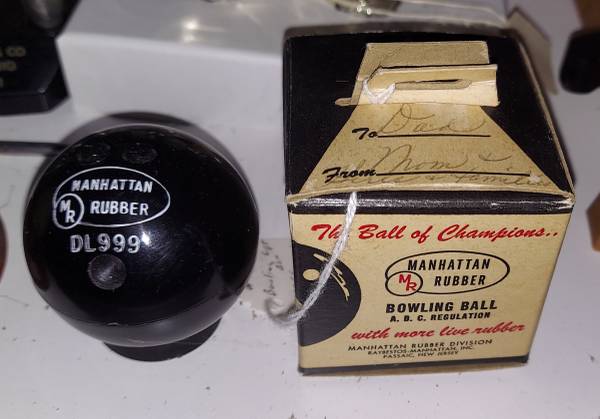 MANHATTAN
MR RUBBER
DL999
To Dad
From Mom &
The Ball of Champions..
MANHATTAN
MR RUBBER
BOWLING BALL
A. B. C. REGULATION
with more live rubber
MANHATTAN RUBBER DIVISION
RAYBESTOS-MANHATTAN, INC.
PASSAIC, NEW JERSEY
CO